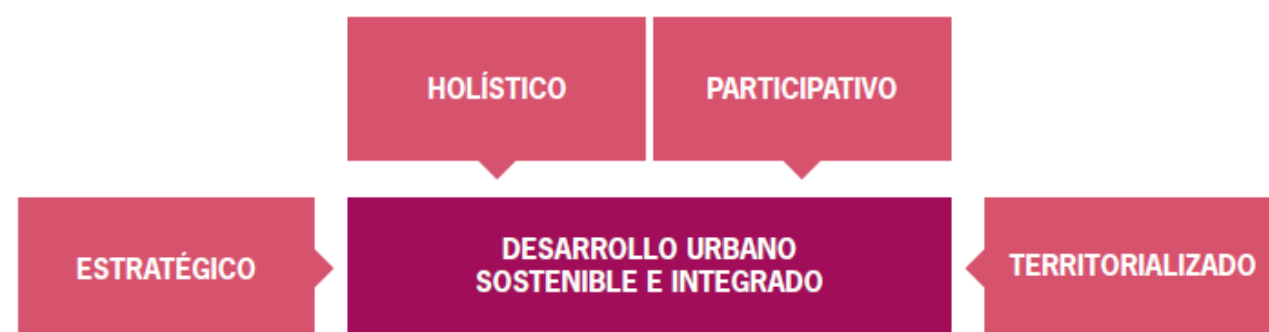 HOLÍSTICO
PARTICIPATIVO
ESTRATÉGICO
DESARROLLO URBANO
SOSTENIBLE E INTEGRADO
TERRITORIALIZADO